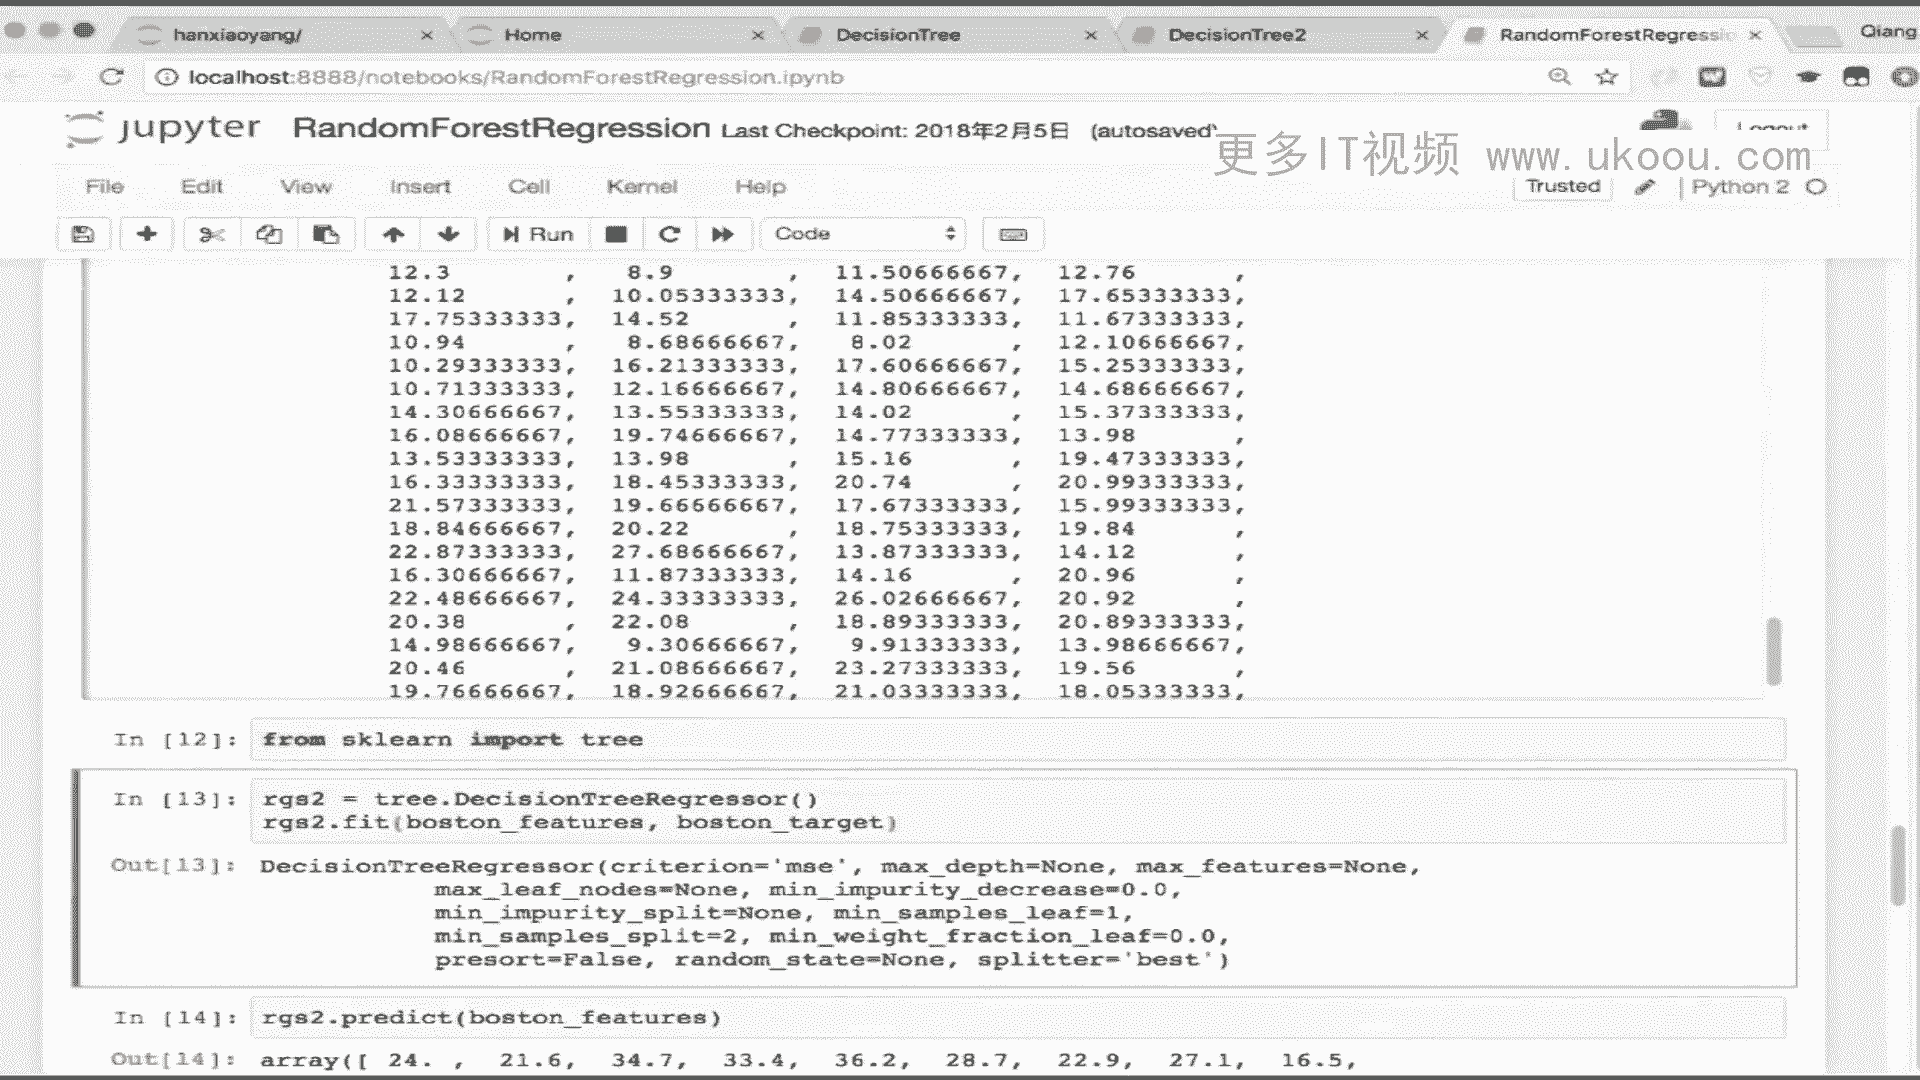 hanxiaoyang/ × Home × DecisionTree × DecisionTree2 × RandomForestRegressi × Qiang
localhost:8888/notebooks/RandomForestRegression.ipynb
jupyter RandomForestRegression Last Checkpoint: 2018年2月5日 (autosaved)
Logout
更多IT视频 www.ukoou.com
File Edit View Insert Cell Kernel Help Trusted Python 2
Run Code
12.3 , 8.9 , 11.50666667, 12.76 ,
12.12 , 10.05333333, 14.50666667, 17.65333333,
17.75333333, 14.52 , 11.85333333, 11.67333333,
10.94 , 8.68666667, 8.02 , 12.10666667,
10.29333333, 16.21333333, 17.60666667, 15.25333333,
10.71333333, 12.16666667, 14.80666667, 14.68666667,
14.30666667, 13.55333333, 14.02 , 15.37333333,
16.08666667, 19.74666667, 14.77333333, 13.98 ,
13.53333333, 13.98 , 15.16 , 19.47333333,
16.33333333, 18.45333333, 20.74 , 20.99333333,
21.57333333, 19.66666667, 17.67333333, 15.99333333,
18.84666667, 20.22 , 18.75333333, 19.84 ,
22.87333333, 27.68666667, 13.87333333, 14.12 ,
16.30666667, 11.87333333, 14.16 , 20.96 ,
22.48666667, 24.33333333, 26.02666667, 20.92 ,
20.38 , 22.08 , 18.89333333, 20.89333333,
14.98666667, 9.30666667, 9.91333333, 13.98666667,
20.46 , 21.08666667, 23.27333333, 19.56 ,
19.76666667, 18.92666667, 21.03333333, 18.05333333,
In [12]: from sklearn import tree
In [13]: rgs2 = tree.DecisionTreeRegressor()
rgs2.fit(boston_features, boston_target)
Out[13]: DecisionTreeRegressor(criterion='mse', max_depth=None, max_features=None,
max_leaf_nodes=None, min_impurity_decrease=0.0,
min_impurity_split=None, min_samples_leaf=1,
min_samples_split=2, min_weight_fraction_leaf=0.0,
presort=False, random_state=None, splitter='best')
In [14]: rgs2.predict(boston_features)
Out[14]: array([ 24. , 21.6, 34.7, 33.4, 36.2, 28.7, 22.9, 27.1, 16.5,